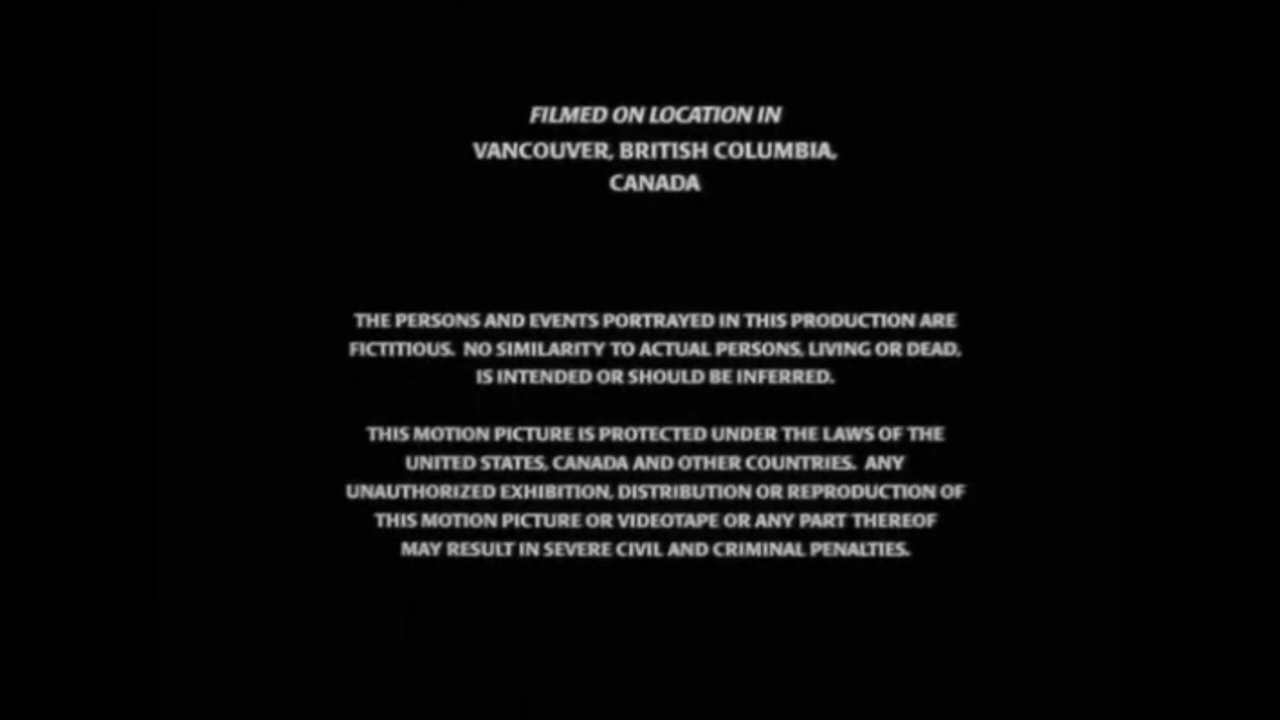 FILMED ON LOCATION IN
VANCOUVER, BRITISH COLUMBIA,
CANADA
THE PERSONS AND EVENTS PORTRAYED IN THIS PRODUCTION ARE
FICTITIOUS. NO SIMILARITY TO ACTUAL PERSONS, LIVING OR DEAD,
IS INTENDED OR SHOULD BE INFERRED.
THIS MOTION PICTURE IS PROTECTED UNDER THE LAWS OF THE
UNITED STATES, CANADA AND OTHER COUNTRIES. ANY
UNAUTHORIZED EXHIBITION, DISTRIBUTION OR REPRODUCTION OF
THIS MOTION PICTURE OR VIDEOTAPE OR ANY PART THEREOF
MAY RESULT IN SEVERE CIVIL AND CRIMINAL PENALTIES.